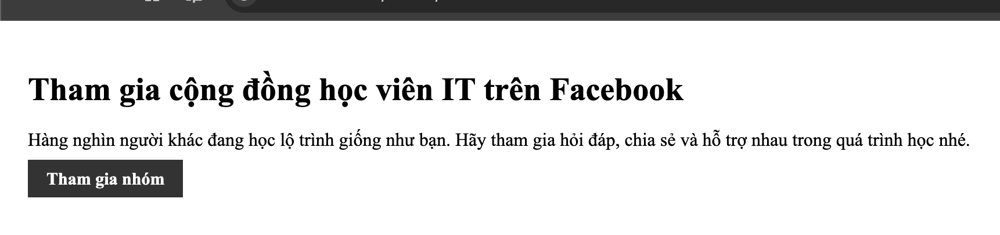 Tham gia cộng đồng học viên IT trên Facebook
Hàng nghìn người khác đang học lộ trình giống như bạn. Hãy tham gia hỏi đáp, chia sẻ và hỗ trợ nhau trong quá trình học nhé.
Tham gia nhóm